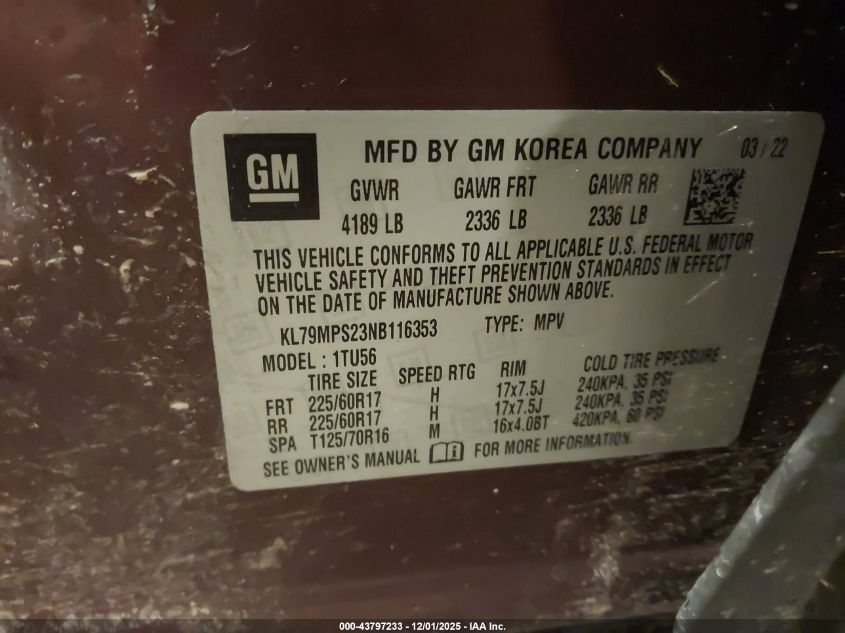 GM
MFD BY GM KOREA COMPANY 03 / 22
GVWR GAWR FRT GAWR RR
4189 LB 2336 LB 2336 LB
THIS VEHICLE CONFORMS TO ALL APPLICABLE U.S. FEDERAL MOTOR
VEHICLE SAFETY AND THEFT PREVENTION STANDARDS IN EFFECT
ON THE DATE OF MANUFACTURE SHOWN ABOVE.
KL79MPS23NB116353 TYPE: MPV
MODEL : 1TU56
TIRE SIZE SPEED RTG RIM COLD TIRE PRESSURE
FRT 225/60R17 H 17x7.5J 240KPA, 35 PSI
RR 225/60R17 H 17x7.5J 240KPA, 35 PSI
SPA T125/70R16 M 16x4.0BT 420KPA, 60 PSI
SEE OWNER'S MANUAL i FOR MORE INFORMATION.
000-43797233 - 12/01/2025 - IAA Inc.